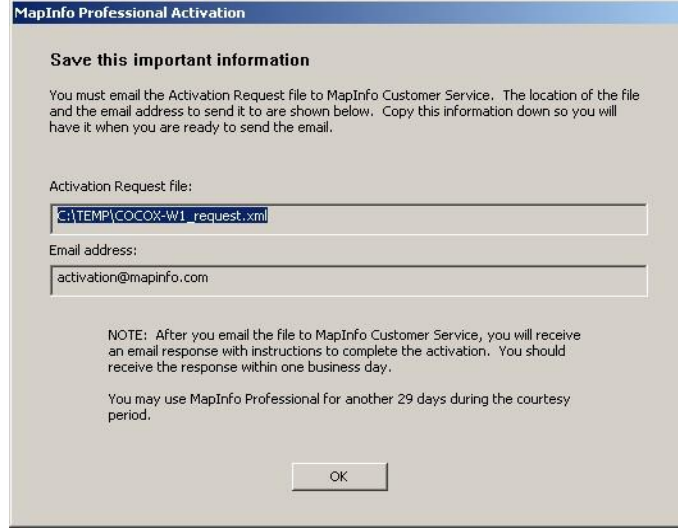 MapInfo Professional Activation
Save this important information
You must email the Activation Request file to MapInfo Customer Service.  The location of the file
and the email address to send it to are shown below.  Copy this information down so you will
have it when you are ready to send the email.
Activation Request file:
C:\TEMP\COCOX-W1_request.xml
Email address:
activation@mapinfo.com
NOTE:  After you email the file to MapInfo Customer Service, you will receive
an email response with instructions to complete the activation.  You should
receive the response within one business day.
You may use MapInfo Professional for another 29 days during the courtesy
period.
OK